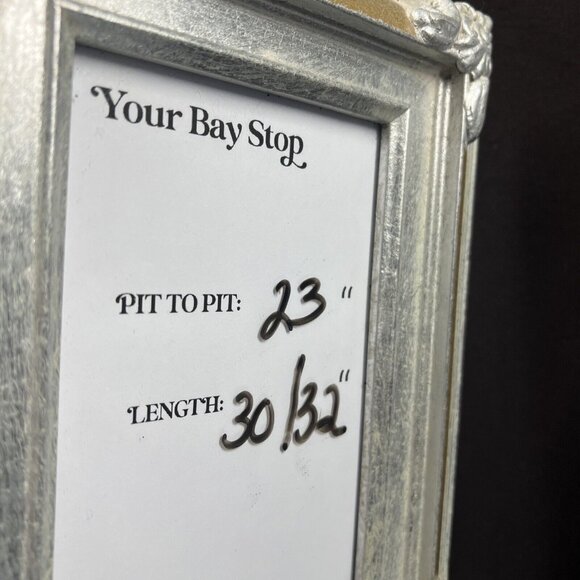 Your Bay Stop
PIT TO PIT: 23 "
LENGTH: 30/32"